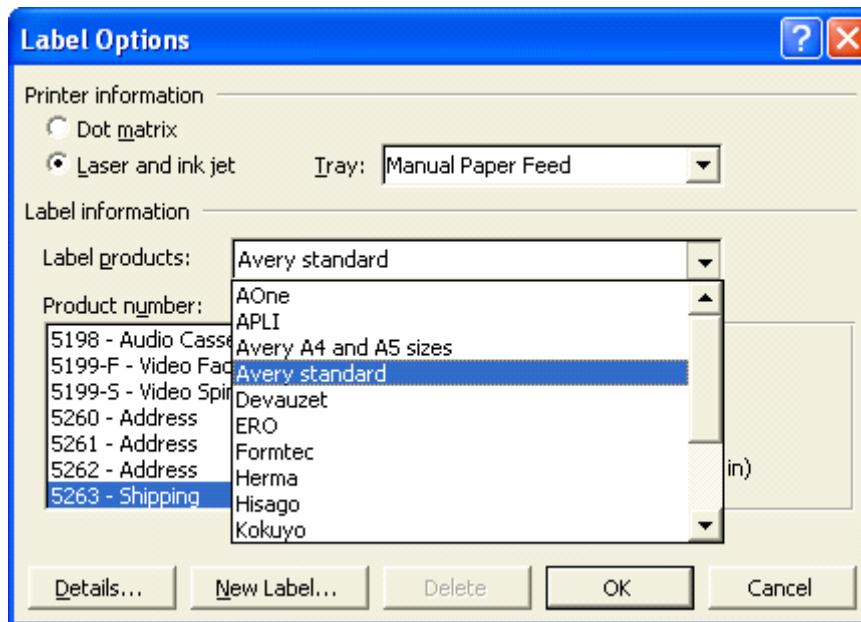 Label Options
Printer information
Dot matrix
Laser and ink jet Tray: Manual Paper Feed
Label information
Label products: Avery standard
AOne
APLI
Avery A4 and A5 sizes
Avery standard
Devauzet
ERO
Formtec
Herma
Hisago
Kokuyo
Product number:
5198 - Audio
5199-F - Video
5199-S - Video
5260 - Address
5261 - Address
5262 - Address
5263 - Shipping
in)
Details... New Label... Delete OK Cancel